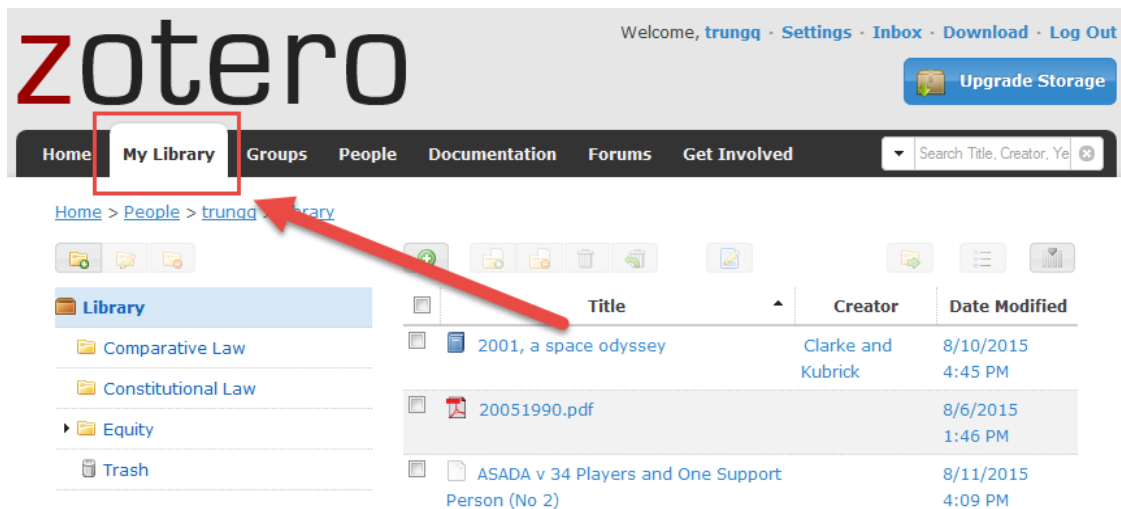 zotero
Welcome, trungq · Settings · Inbox · Download · Log Out
Upgrade Storage
Home My Library Groups People Documentation Forums Get Involved Search Title, Creator, Ye
Home > People > trungq > Library
Library
Comparative Law
Constitutional Law
Equity
Trash
Title Creator Date Modified
2001, a space odyssey Clarke and 8/10/2015
Kubrick 4:45 PM
20051990.pdf 8/6/2015
1:46 PM
ASADA v 34 Players and One Support 8/11/2015
Person (No 2) 4:09 PM